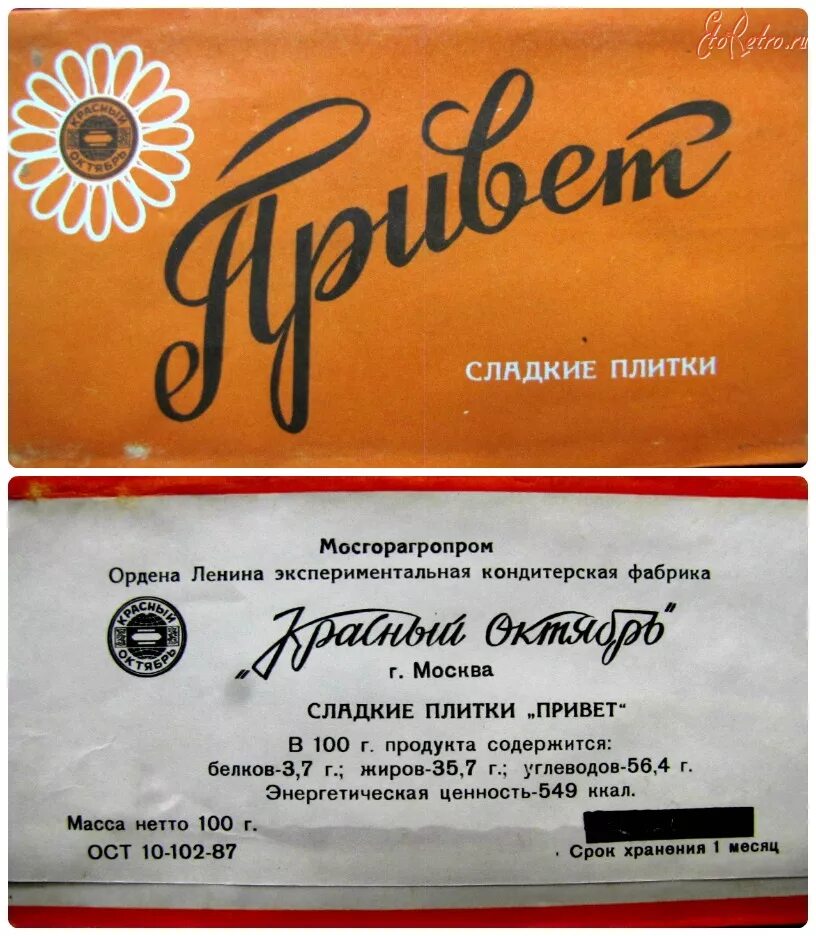 EtoRetro.ru
КРАСНЫЙ
ОКТЯБРЬ
Привет
СЛАДКИЕ ПЛИТКИ
Мосгорагропром
Ордена Ленина экспериментальная кондитерская фабрика
КРАСНЫЙ
ОКТЯБРЬ
„Красный октябрь"
г. Москва
СЛАДКИЕ ПЛИТКИ „ПРИВЕТ“
В 100 г. продукта содержится:
белков-3,7 г.; жиров-35,7 г.; углеводов-56,4 г.
Энергетическая ценность-549 ккал.
Масса нетто 100 г.
ОСТ 10-102-87
Срок хранения 1 месяц